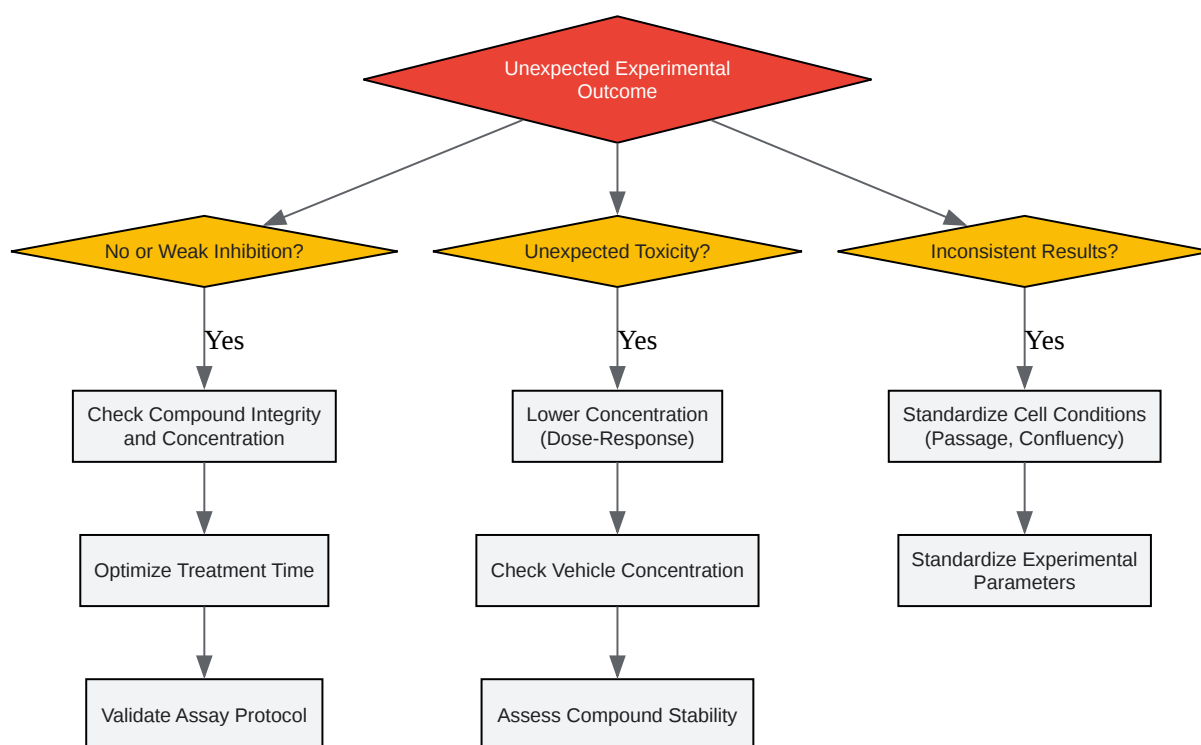 Unexpected Experimental
Outcome
No or Weak Inhibition?
Unexpected Toxicity?
Inconsistent Results?
Yes
Yes
Yes
Check Compound Integrity
and Concentration
Lower Concentration
(Dose-Response)
Standardize Cell Conditions
(Passage, Confluency)
Optimize Treatment Time
Check Vehicle Concentration
Standardize Experimental
Parameters
Validate Assay Protocol
Assess Compound Stability